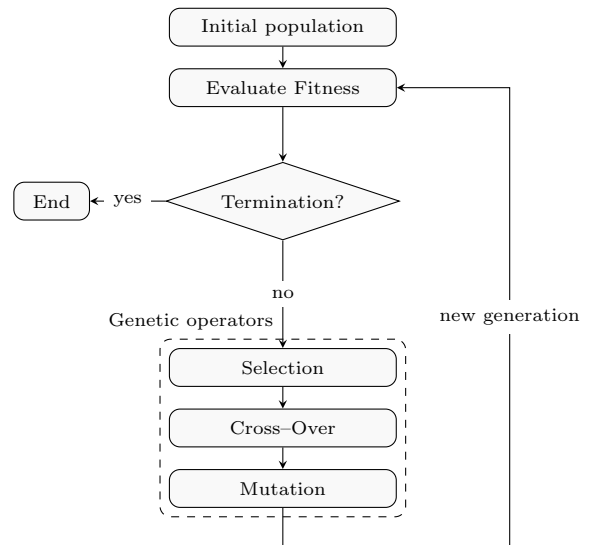 Initial population
Evaluate Fitness
Termination?
yes
End
no
Genetic operators
new generation
Selection
Cross–Over
Mutation